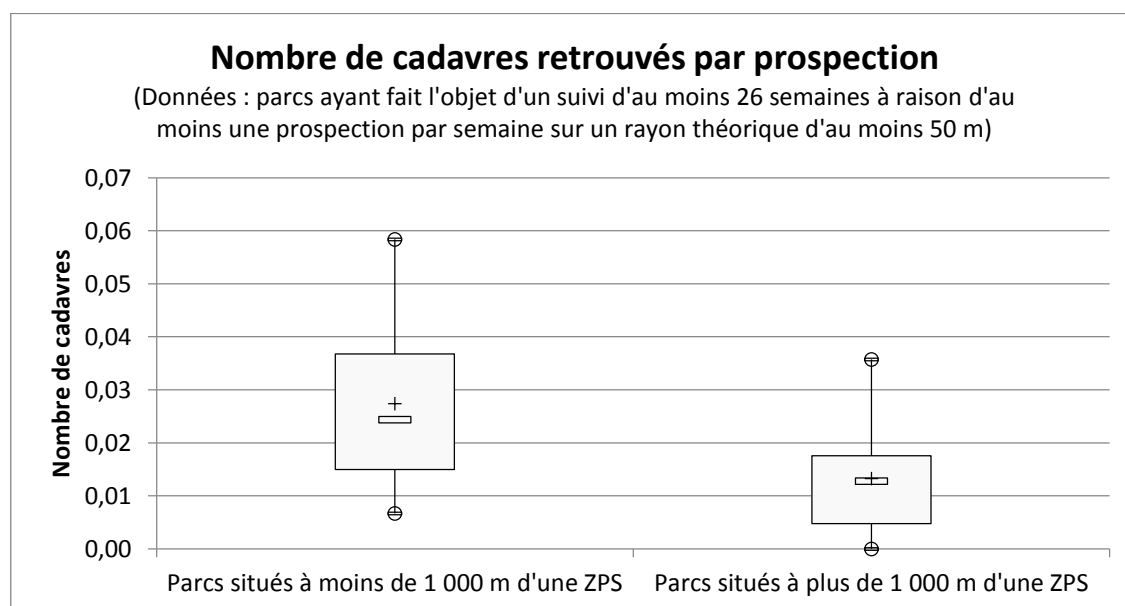 Nombre de cadavres retrouvés par prospection
(Données : parcs ayant fait l'objet d'un suivi d'au moins 26 semaines à raison d'au
moins une prospection par semaine sur un rayon théorique d'au moins 50 m)
Nombre de cadavres
0,07
0,06
0,05
0,04
0,03
0,02
0,01
0,00
Parcs situés à moins de 1 000 m d'une ZPS
Parcs situés à plus de 1 000 m d'une ZPS